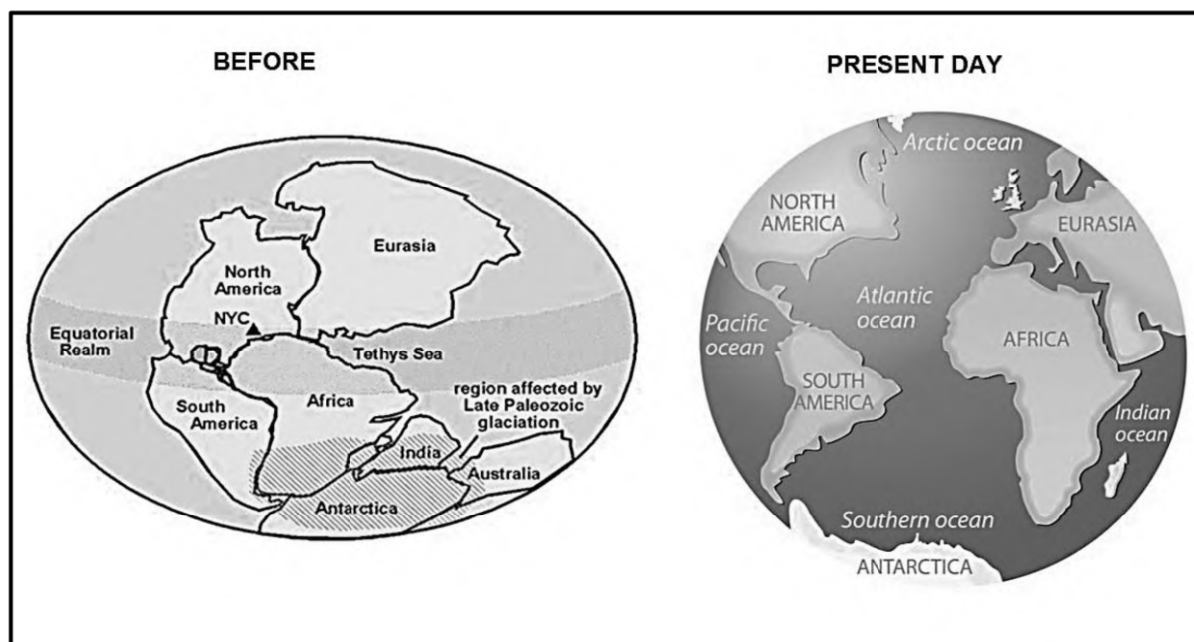 BEFORE
Eurasia
North
America
NYC
Equatorial
Realm
Tethys Sea
region affected by
Late Paleozoic
glaciation
South
America
Africa
India
Australia
Antarctica
PRESENT DAY
Arctic ocean
NORTH
AMERICA
EURASIA
Atlantic
ocean
Pacific
ocean
AFRICA
SOUTH
AMERICA
Indian
ocean
Southern ocean
ANTARCTICA